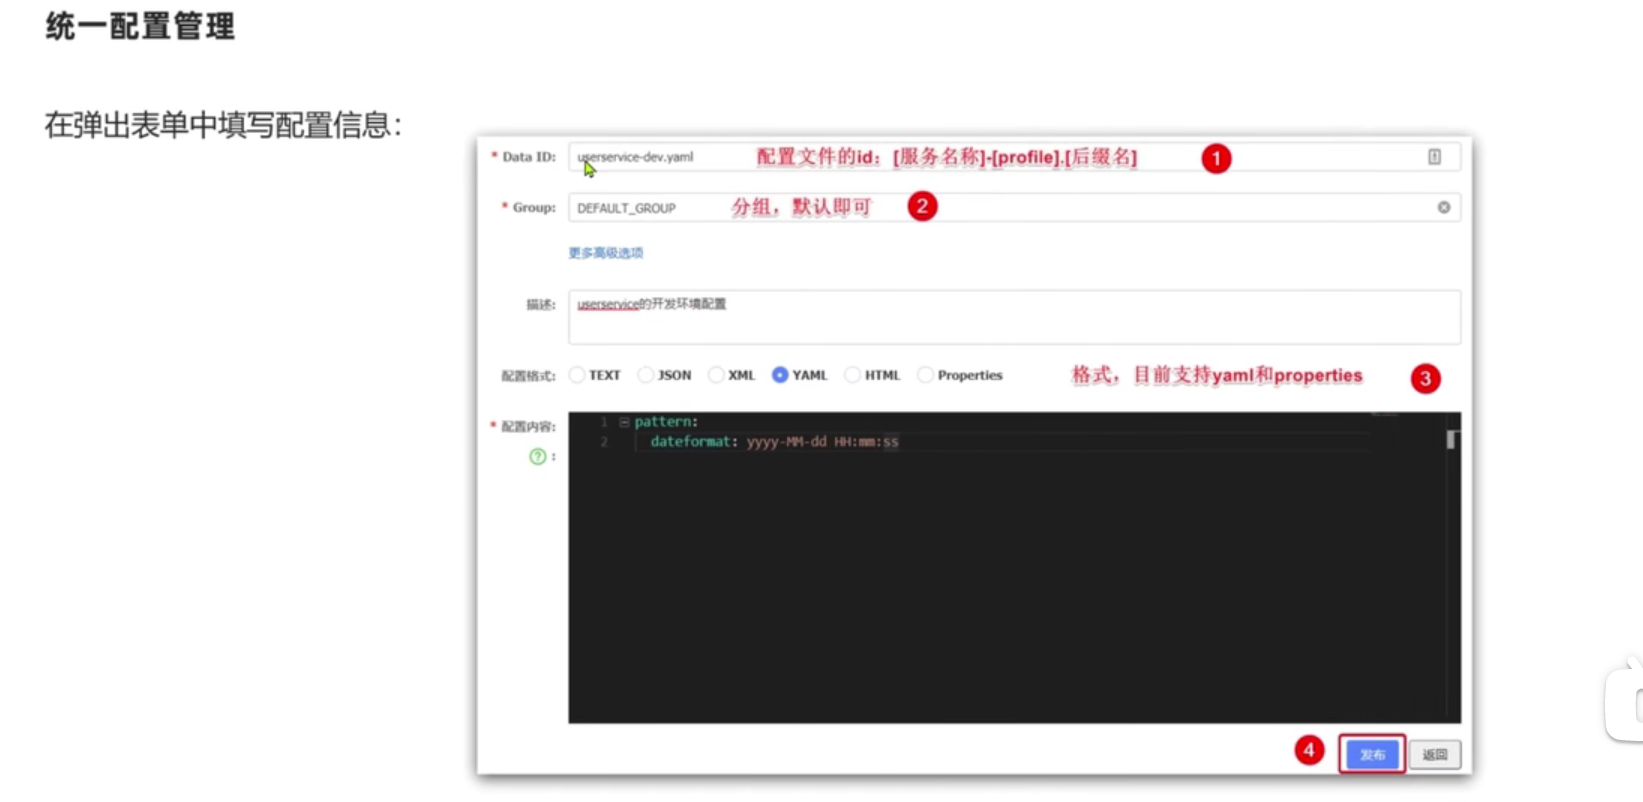 统一配置管理
在弹出表单中填写配置信息：
* Data ID: userservice-dev.yaml 配置文件的id：[服务名称]-[profile].[后缀名] 1
* Group: DEFAULT_GROUP 分组，默认即可 2
更多高级选项
描述: userservice的开发环境配置
配置格式: TEXT JSON XML YAML HTML Properties 格式，目前支持yaml和properties 3
* 配置内容: 1 pattern:
? : 2 dateformat: yyyy-MM-dd HH:mm:ss
4 发布 返回